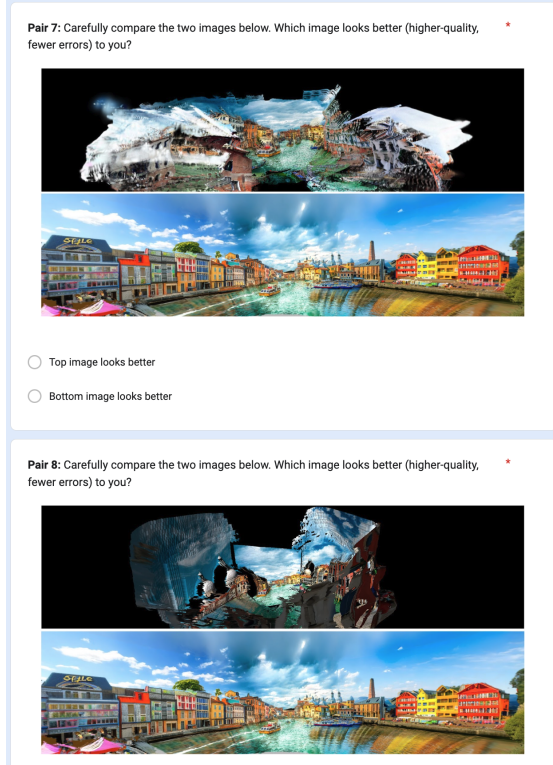 Pair 7: Carefully compare the two images below. Which image looks better (higher-quality, *
fewer errors) to you?
STYLE
Top image looks better
Bottom image looks better
Pair 8: Carefully compare the two images below. Which image looks better (higher-quality, *
fewer errors) to you?
STYLE